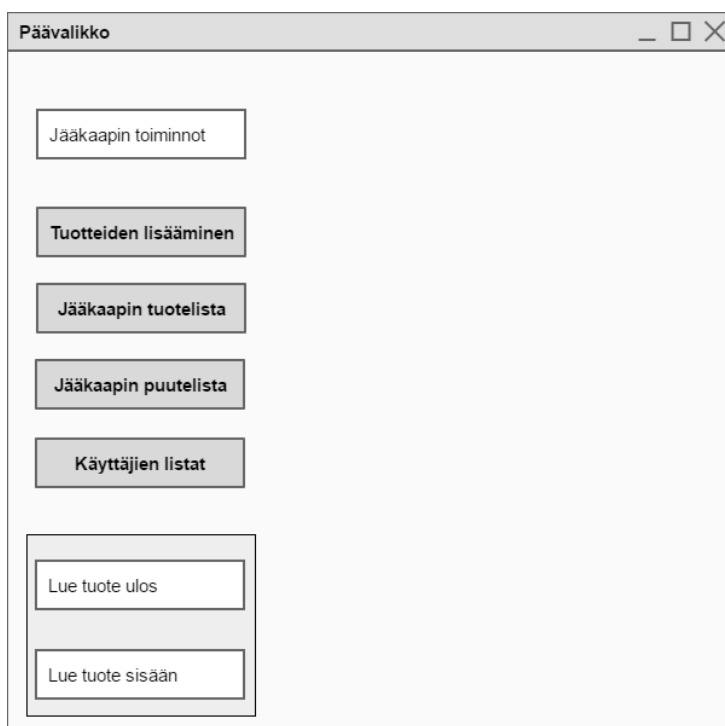 Päävalikko
Jääkaapin toiminnot
Tuotteiden lisääminen
Jääkaapin tuotelista
Jääkaapin puutelista
Käyttäjien listat
Lue tuote ulos
Lue tuote sisään